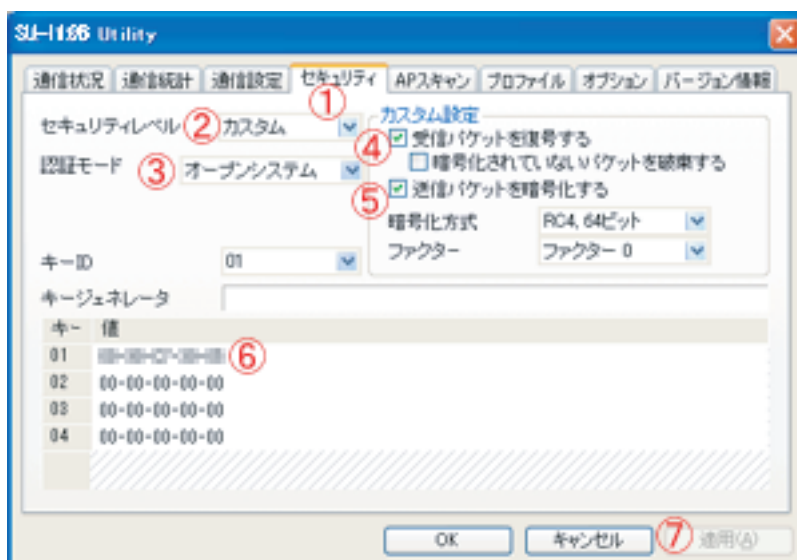 SU-11GB Utility
通信状況 通信統計 通信設定 セキュリティ APスキャン プロファイル オプション バージョン情報
①
セキュリティレベル ② カスタム
認証モード ③ オープンシステム
カスタム設定
④ 受信パケットを復号する
暗号化されていないパケットを破棄する
⑤ 送信パケットを暗号化する
暗号化方式 RC4, 64ビット
ファクター ファクター 0
キーID 01
キージェネレータ
キー 値
01 ⑥
02 00-00-00-00-00
03 00-00-00-00-00
04 00-00-00-00-00
OK キャンセル ⑦ 適用(A)